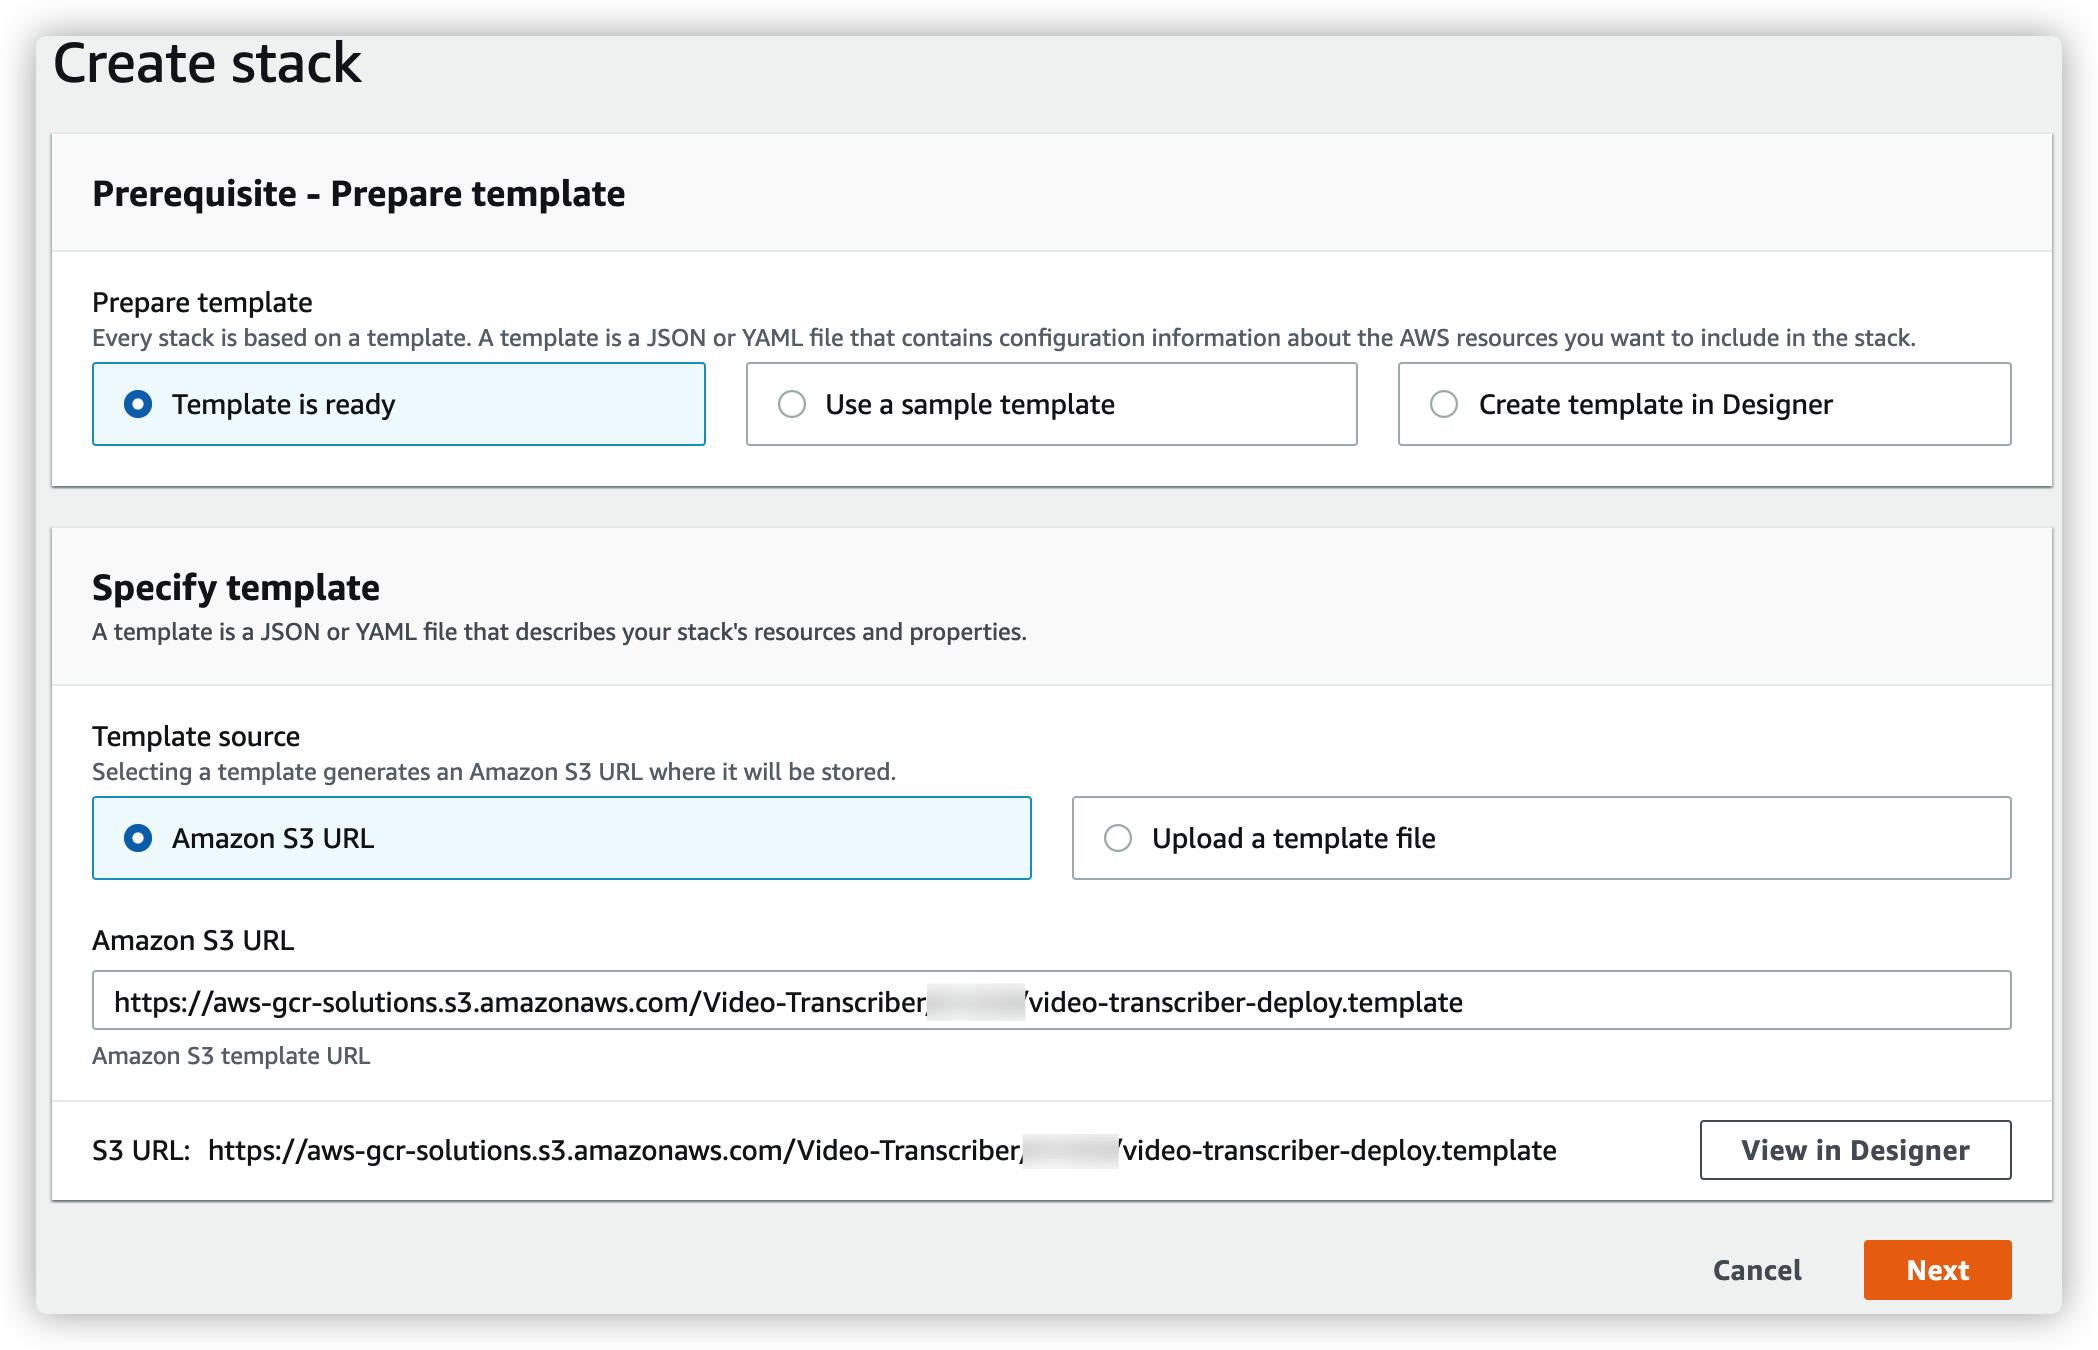 Create stack
Prerequisite - Prepare template
Prepare template
Every stack is based on a template. A template is a JSON or YAML file that contains configuration information about the AWS resources you want to include in the stack.
Template is ready
Use a sample template
Create template in Designer
Specify template
A template is a JSON or YAML file that describes your stack's resources and properties.
Template source
Selecting a template generates an Amazon S3 URL where it will be stored.
Amazon S3 URL
Upload a template file
Amazon S3 URL
https://aws-gcr-solutions.s3.amazonaws.com/Video-Transcriber/ /video-transcriber-deploy.template
Amazon S3 template URL
S3 URL: https://aws-gcr-solutions.s3.amazonaws.com/Video-Transcriber/ /video-transcriber-deploy.template
View in Designer
Cancel
Next